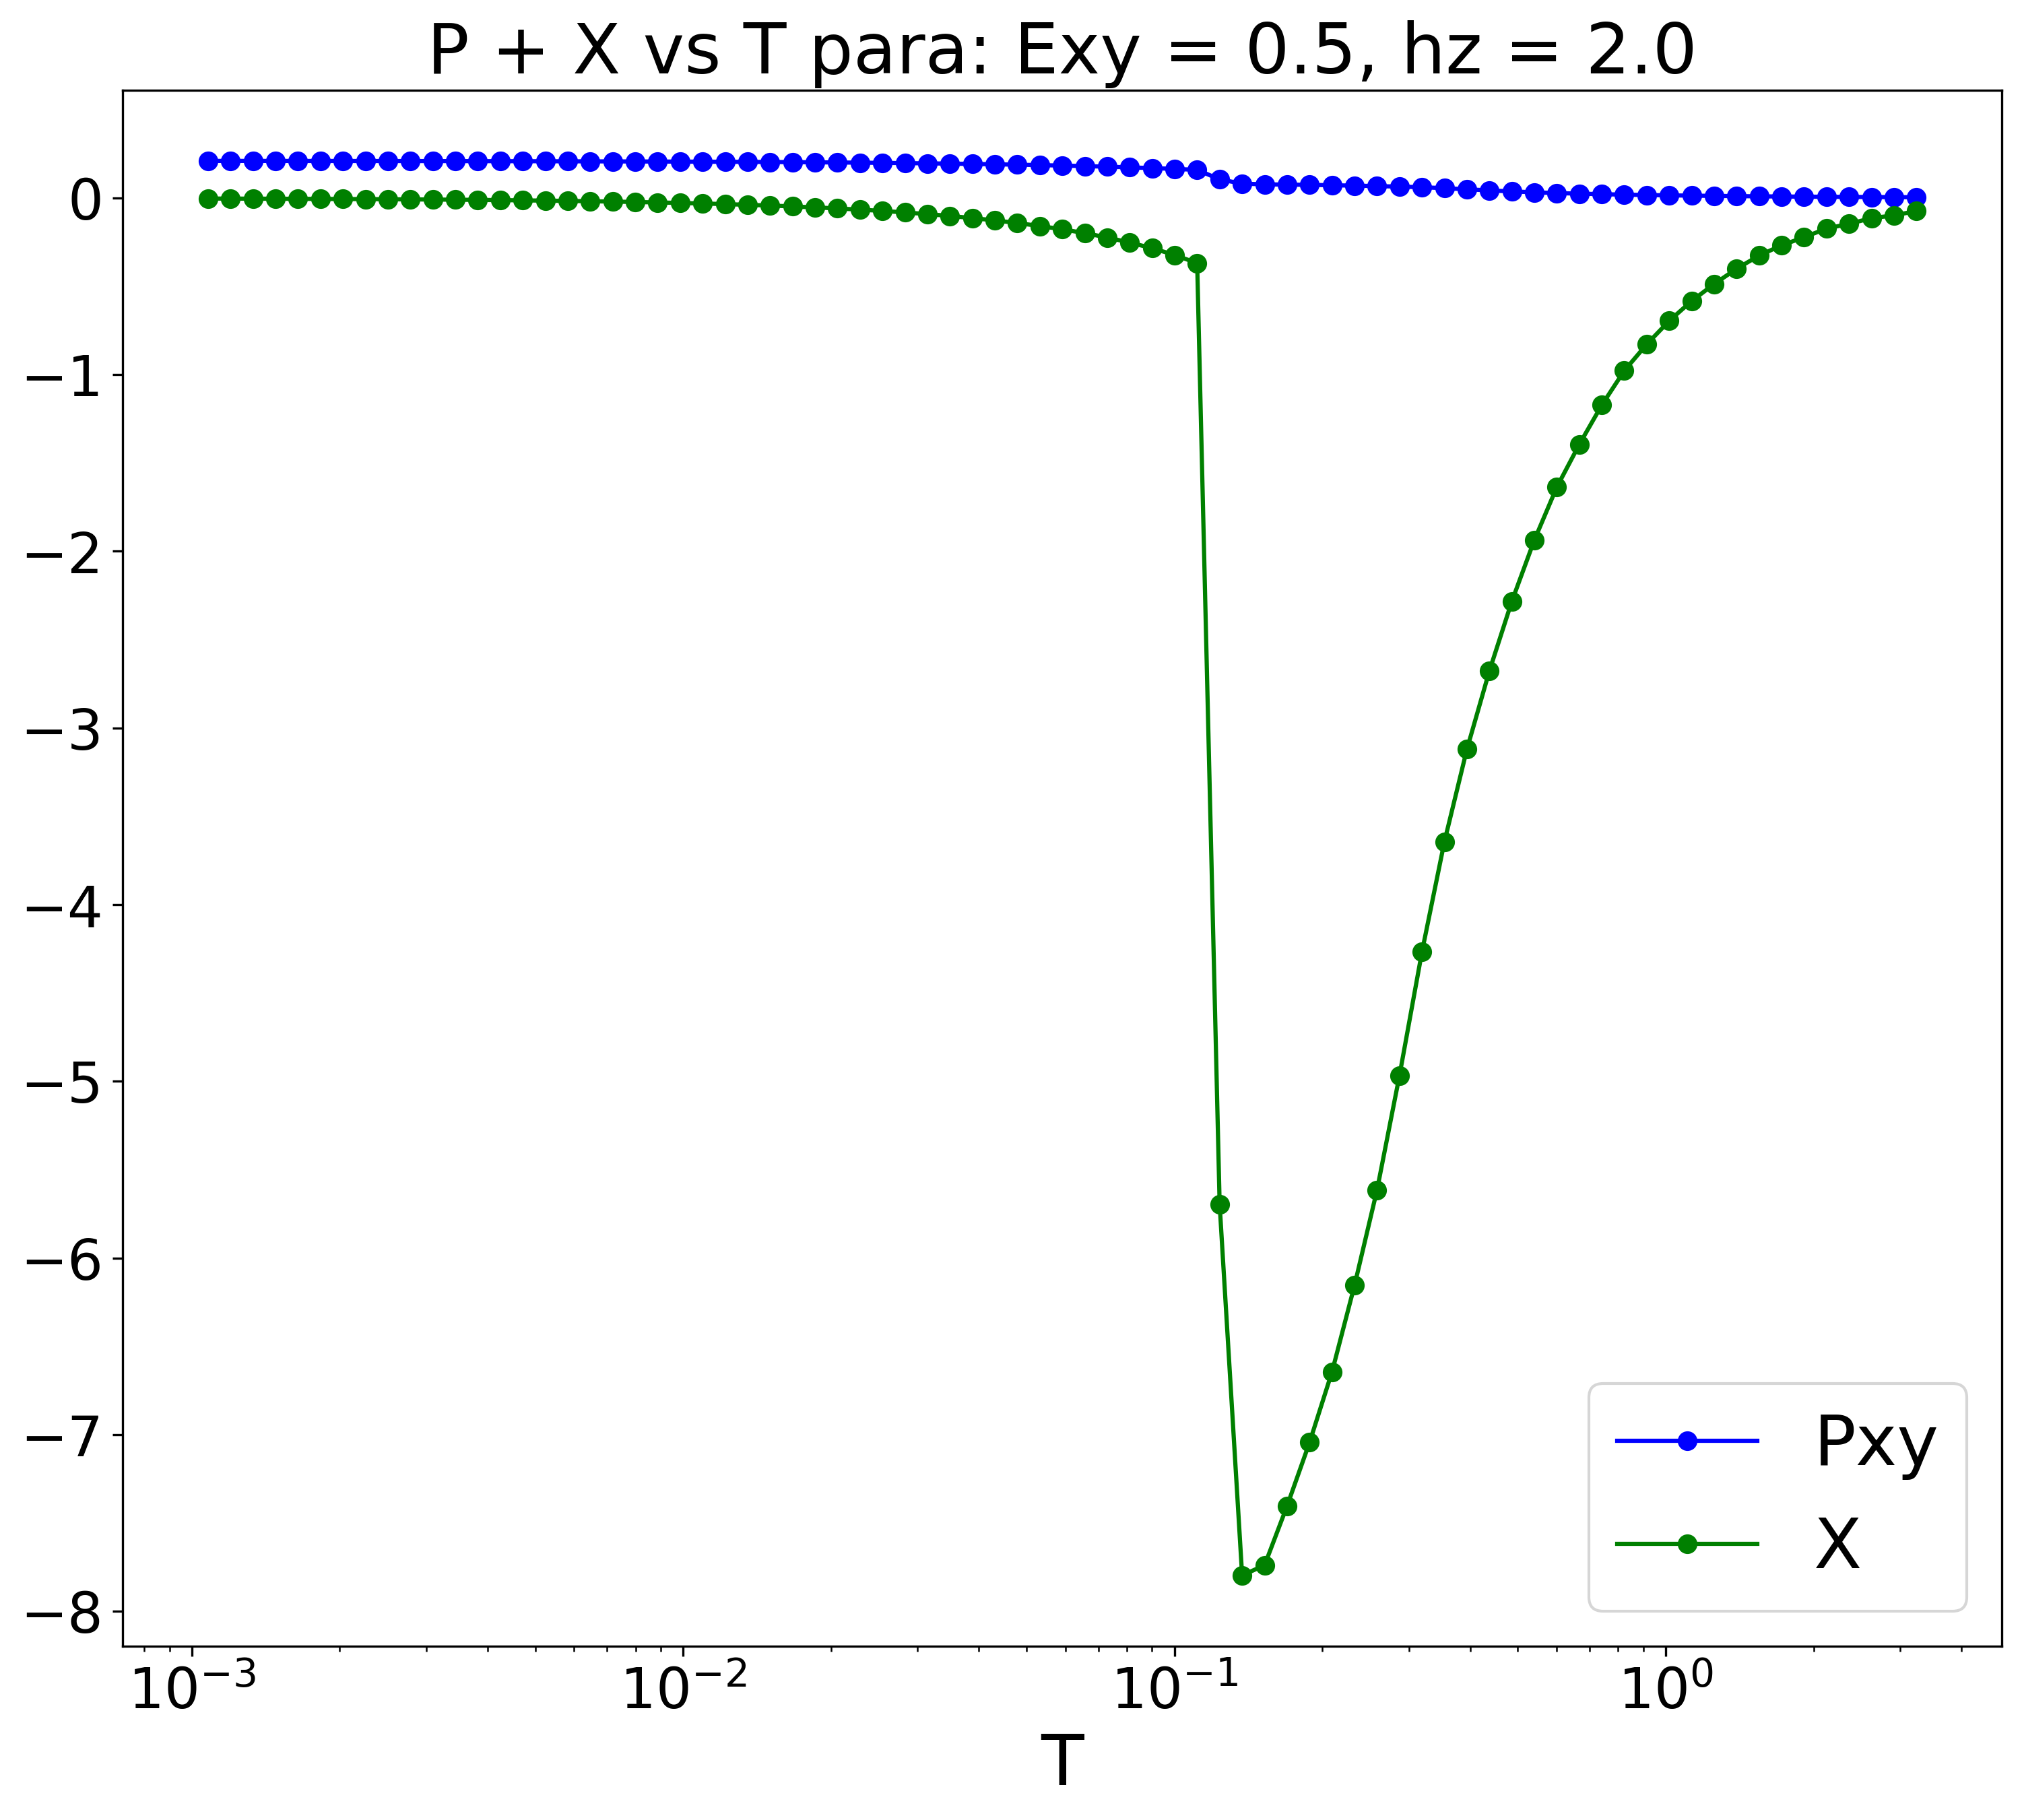 P + X vs T para: Exy = 0.5, hz = 2.0
0
−1
−2
−3
−4
−5
−6
−7
−8
Pxy
X
10⁻³ 10⁻² 10⁻¹ 10⁰
T